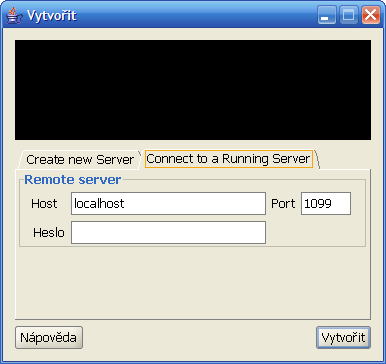 Vytvořit
Create new Server Connect to a Running Server
Remote server
Host localhost Port 1099
Heslo
Nápověda Vytvořit